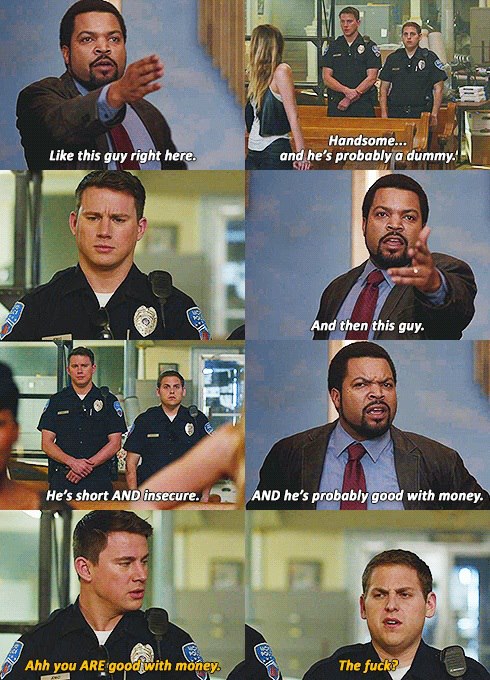 Like this guy right here.
Handsome...
and he's probably a dummy.
And then this guy.
He's short AND insecure.
AND he's probably good with money.
Ahh you ARE good with money.
The fuck?